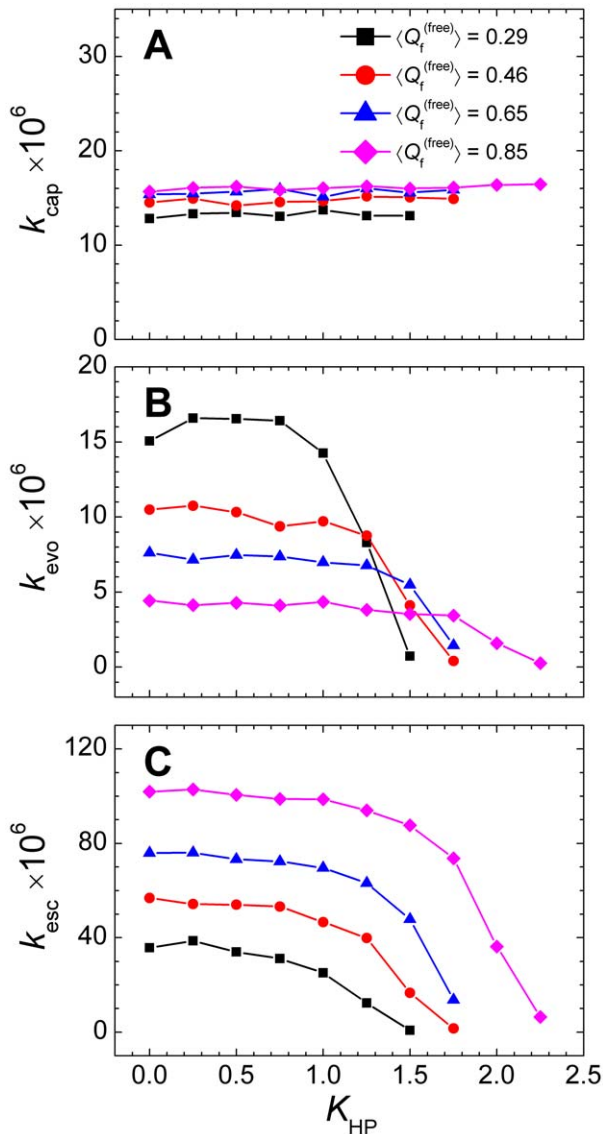 A
⟨Q_f^(free)⟩ = 0.29
⟨Q_f^(free)⟩ = 0.46
⟨Q_f^(free)⟩ = 0.65
⟨Q_f^(free)⟩ = 0.85
k_cap ×10^6
30
20
10
0
B
k_evo ×10^6
20
15
10
5
0
C
k_esc ×10^6
120
80
40
0
0.0 0.5 1.0 1.5 2.0 2.5
K_HP